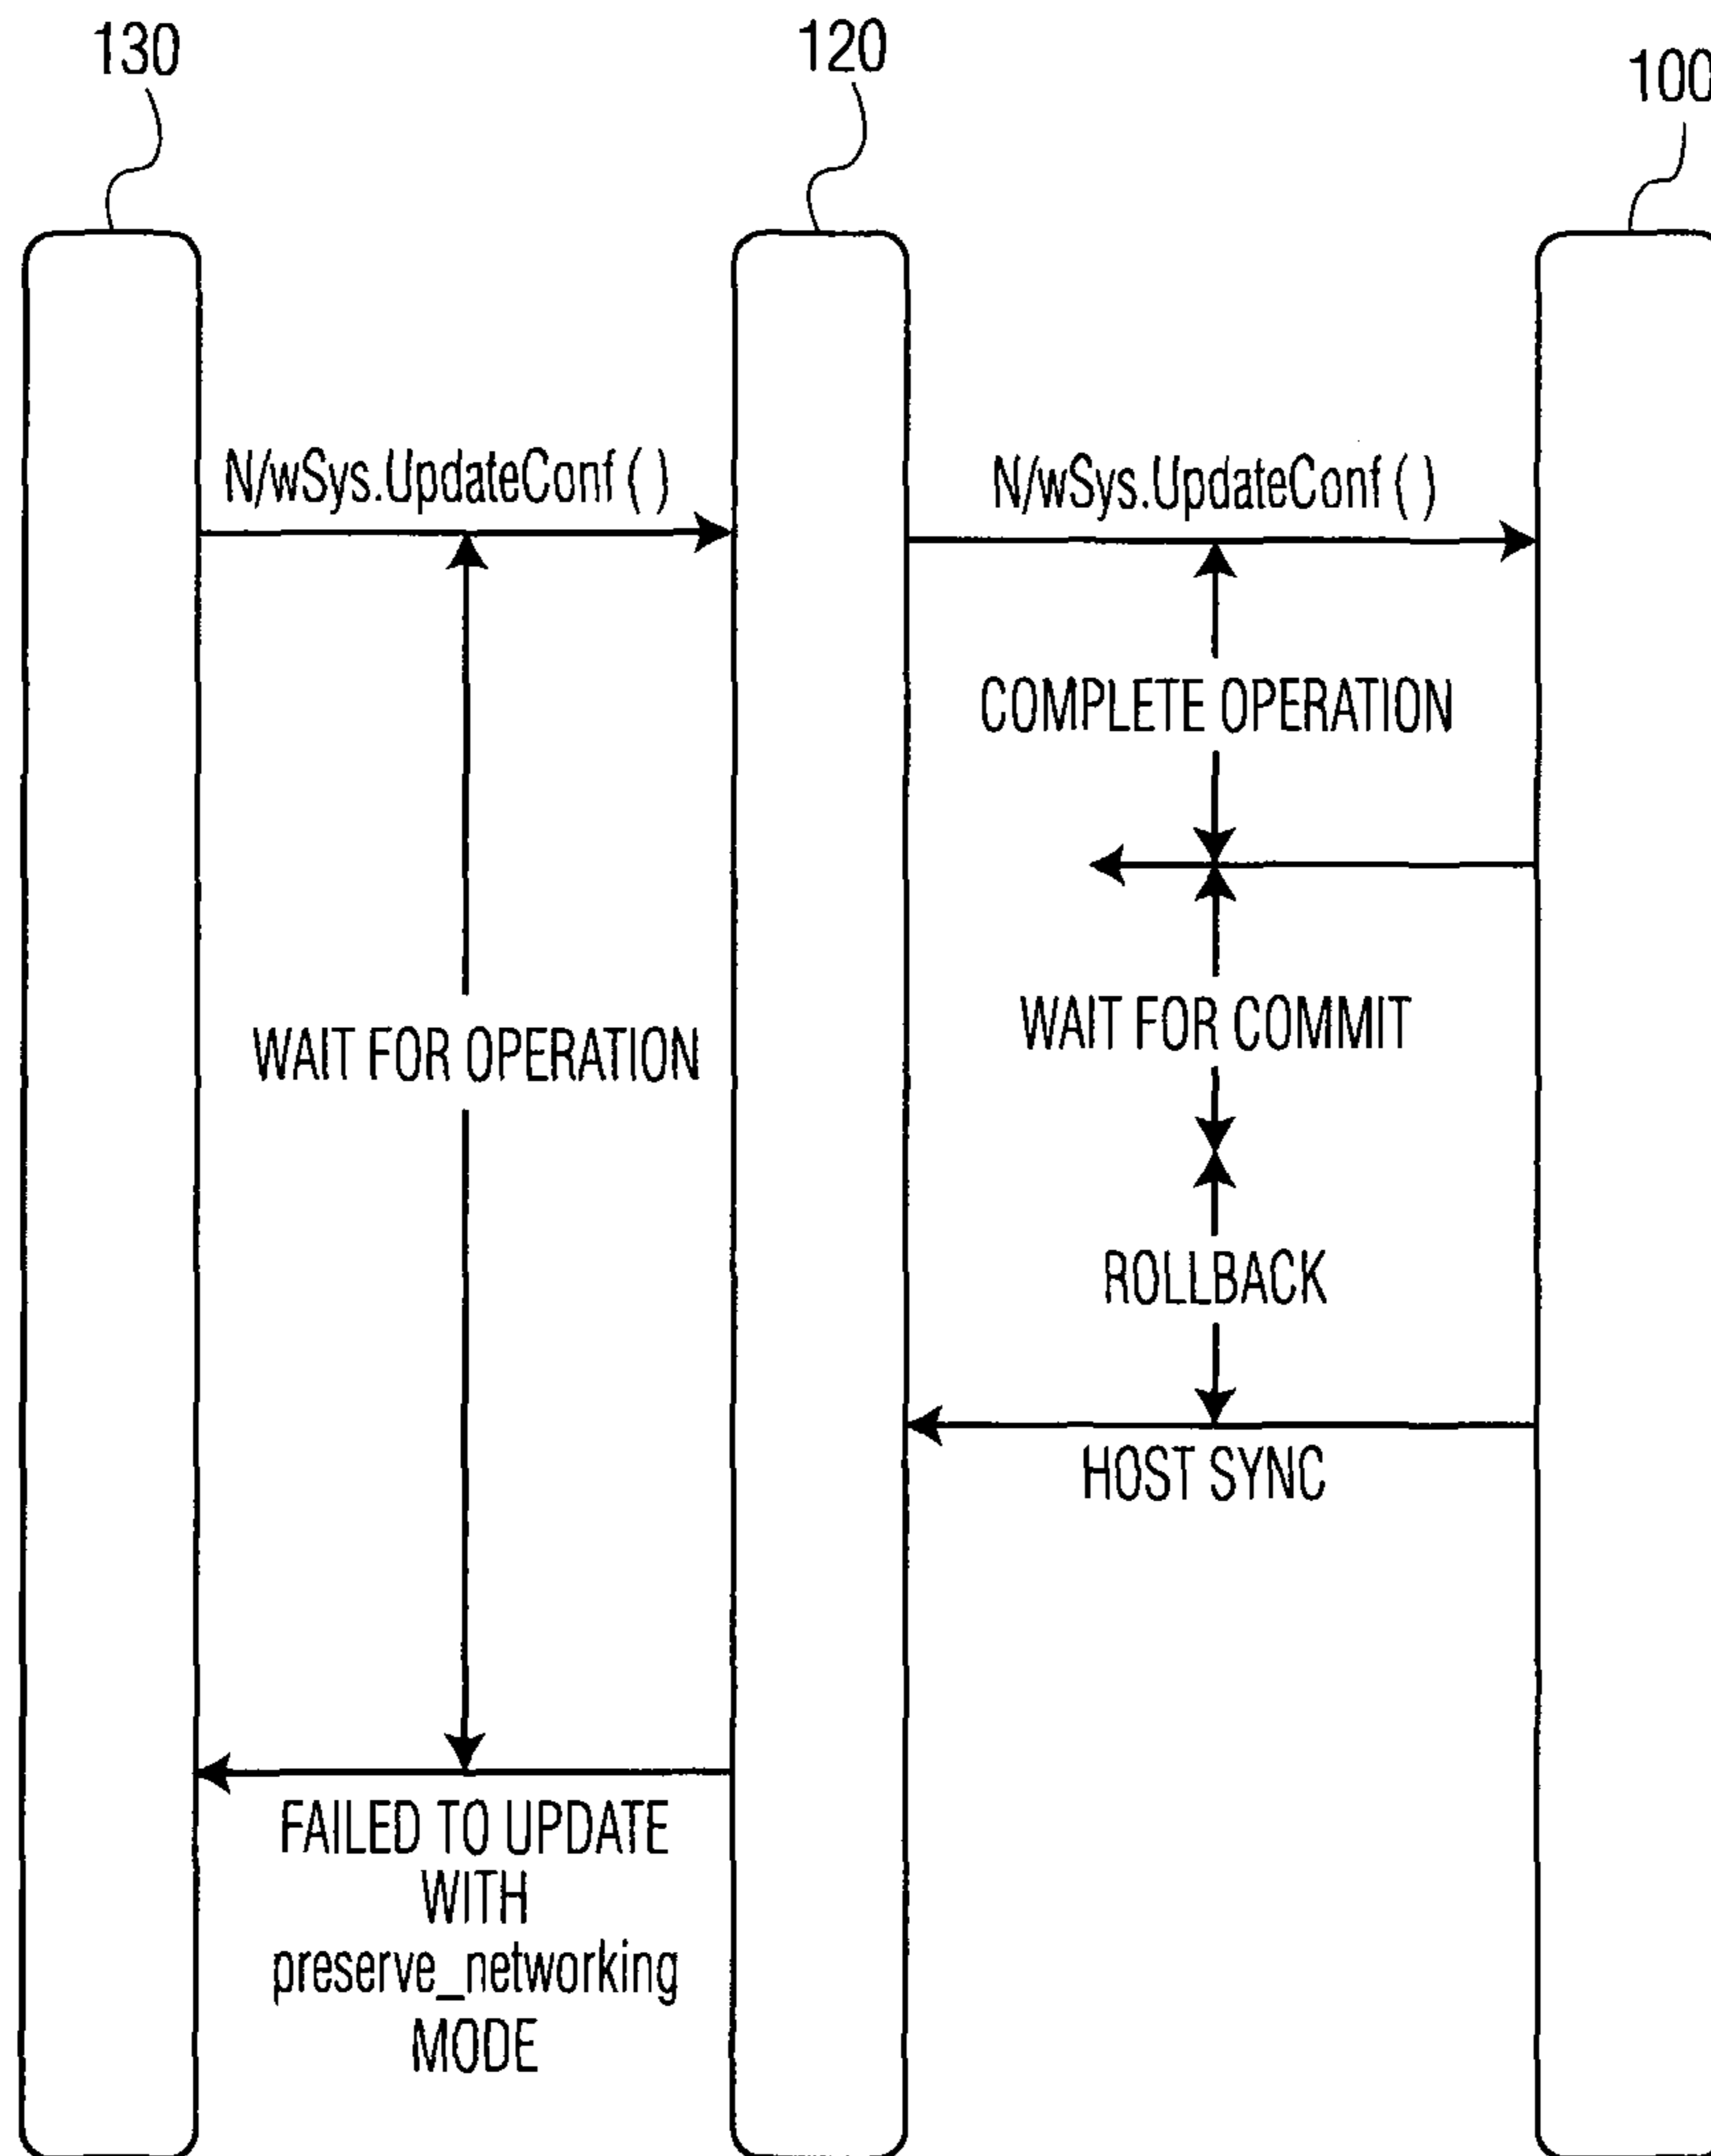 130
120
100
N/wSys.UpdateConf ( )
N/wSys.UpdateConf ( )
COMPLETE OPERATION
WAIT FOR OPERATION
WAIT FOR COMMIT
ROLLBACK
HOST SYNC
FAILED TO UPDATE
WITH
preserve_networking
MODE